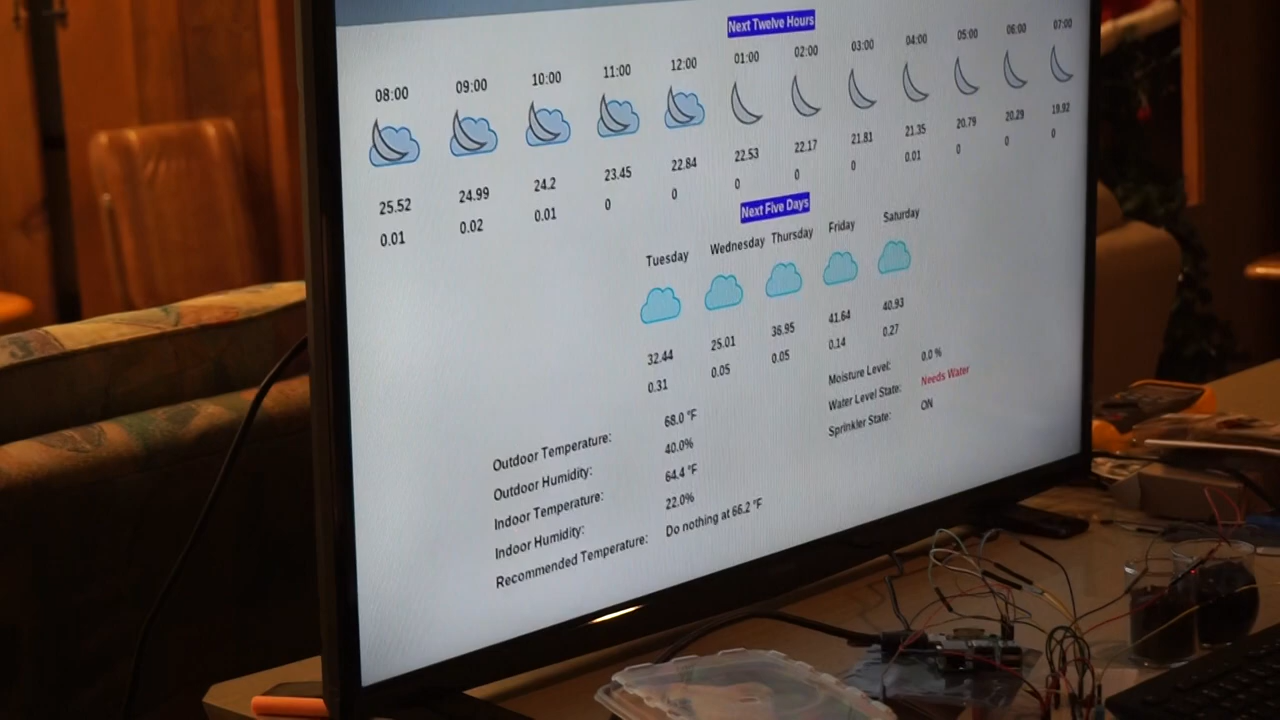 Next Twelve Hours
08:00 09:00 10:00 11:00 12:00 01:00 02:00 03:00 04:00 05:00 06:00 07:00
25.52 24.99 24.2 23.45 22.84 22.53 22.17 21.81 21.35 20.79 20.29 19.92
0.01 0.02 0.01 0 0 0 0 0 0.01 0 0 0
Next Five Days
Tuesday Wednesday Thursday Friday Saturday
32.44 25.01 36.95 41.64 40.93
0.31 0.05 0.05 0.14 0.27
Outdoor Temperature: 68.0 °F
Outdoor Humidity: 40.0%
Indoor Temperature: 64.4 °F
Indoor Humidity: 22.0%
Recommended Temperature: Do nothing at 66.2 °F
Moisture Level: 0.0 %
Water Level State: Needs Water
Sprinkler State: ON